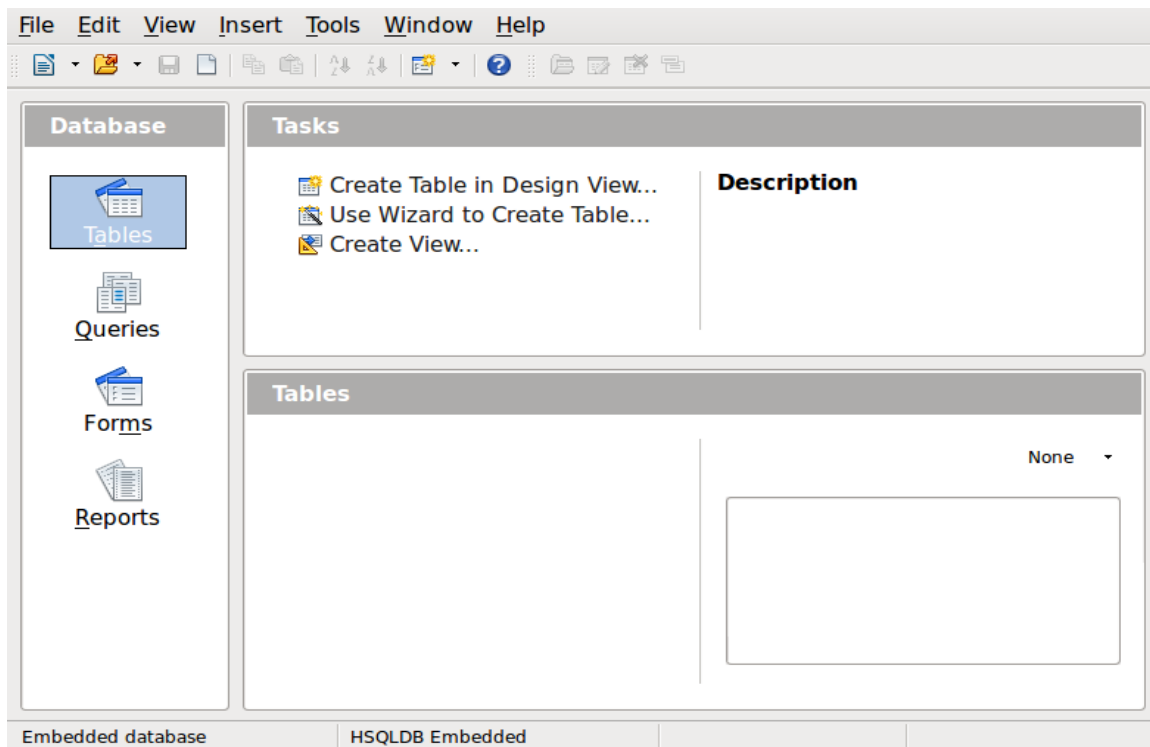 File Edit View Insert Tools Window Help
Database
Tables
Queries
Forms
Reports
Tasks
Create Table in Design View...
Use Wizard to Create Table...
Create View...
Description
Tables
None
Embedded database
HSQLDB Embedded